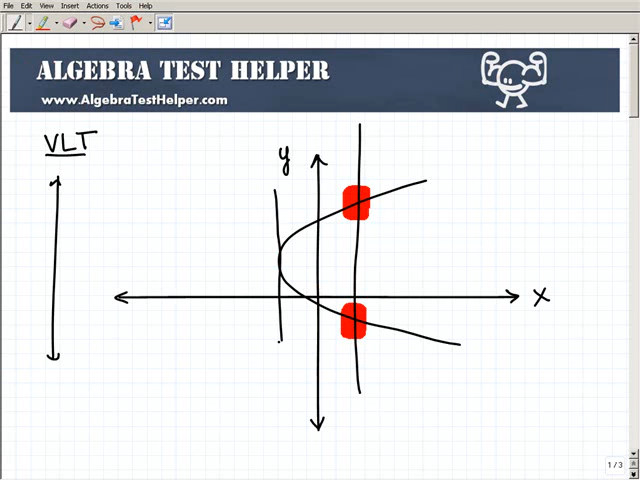 File Edit View Insert Actions Tools Help
ALGEBRA TEST HELPER
www.AlgebraTestHelper.com
VLT
y
x
1 / 3